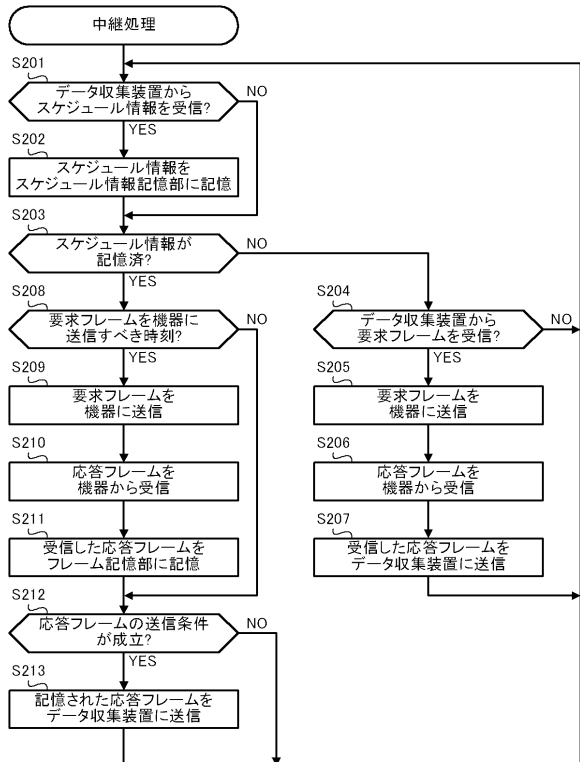 中継処理
S201
データ収集装置から
スケジュール情報を受信?
NO
YES
S202
スケジュール情報を
スケジュール情報記憶部に記憶
S203
スケジュール情報が
記憶済?
NO
YES
S208
要求フレームを機器に
送信すべき時刻?
NO
YES
S209
要求フレームを
機器に送信
S210
応答フレームを
機器から受信
S211
受信した応答フレームを
フレーム記憶部に記憶
S212
応答フレームの送信条件
が成立?
NO
YES
S213
記憶された応答フレームを
データ収集装置に送信
S204
データ収集装置から
要求フレームを受信?
NO
YES
S205
要求フレームを
機器に送信
S206
応答フレームを
機器から受信
S207
受信した応答フレームを
データ収集装置に送信